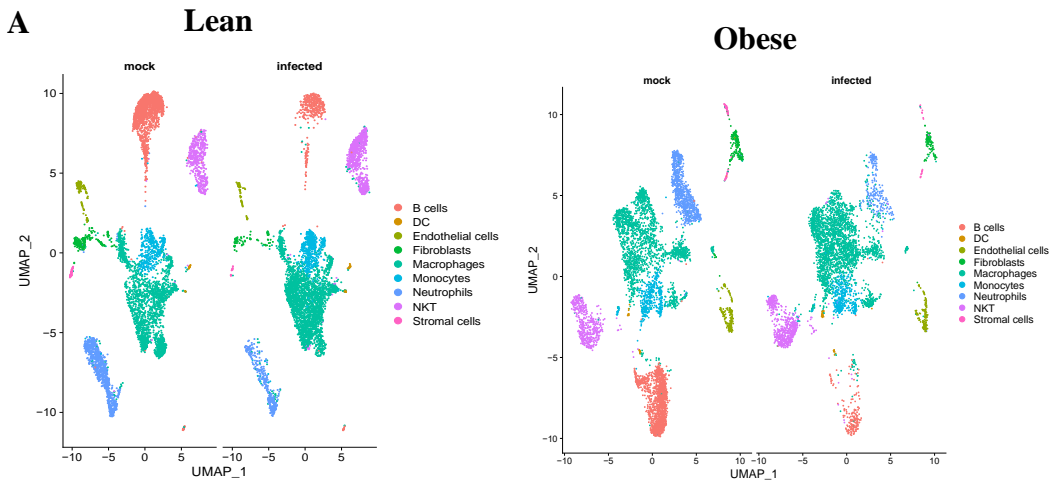 A
Lean
mock
infected
10
5
0
−5
−10
UMAP_2
−10
−5
0
5
−10
−5
0
5
UMAP_1
B cells
DC
Endothelial cells
Fibroblasts
Macrophages
Monocytes
Neutrophils
NKT
Stromal cells
Obese
mock
infected
10
5
0
−5
−10
UMAP_2
−10
−5
0
5
10
−10
−5
0
5
10
UMAP_1
B cells
DC
Endothelial cells
Fibroblasts
Macrophages
Monocytes
Neutrophils
NKT
Stromal cells